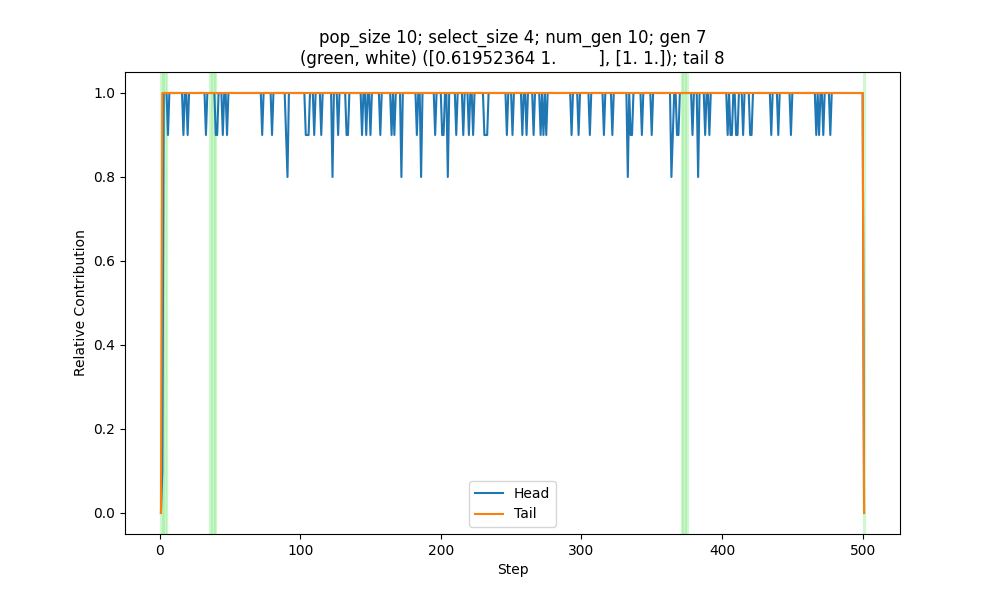 pop_size 10; select_size 4; num_gen 10; gen 7
(green, white) ([0.61952364 1.        ], [1. 1.]); tail 8
1.0
0.8
0.6
0.4
0.2
0.0
Relative Contribution
Head
Tail
0 100 200 300 400 500
Step